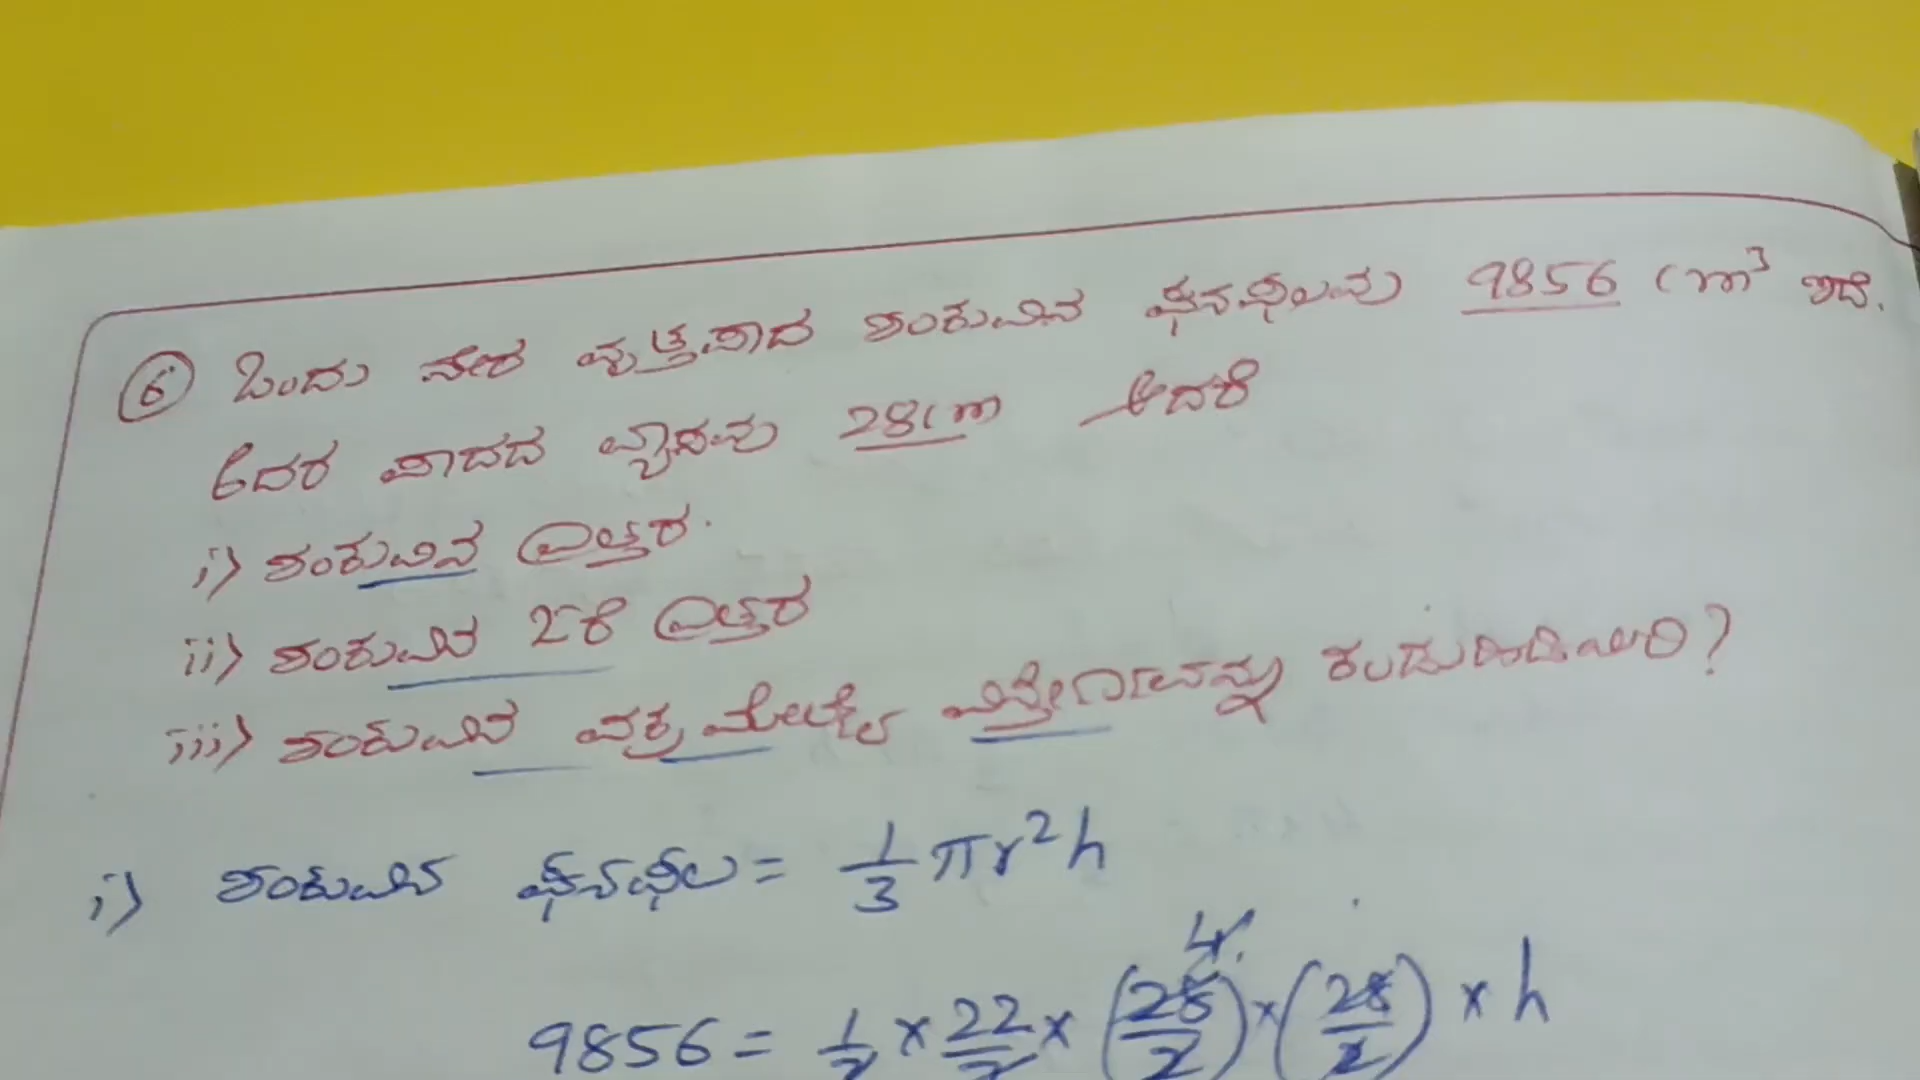 ⑥ ಒಂದು ನೇರ ವೃತ್ತಪಾದ ಶಂಕುವಿನ ಘನಫಲವು 9856 cm³ ಇದೆ.
ಅದರ ಪಾದದ ವ್ಯಾಸವು 28cm ಆದರೆ
i) ಶಂಕುವಿನ ಎತ್ತರ.
ii) ಶಂಕುವಿನ ಓರೆ ಎತ್ತರ
iii) ಶಂಕುವಿನ ವಕ್ರ ಮೇಲ್ಮೈ ವಿಸ್ತೀರ್ಣವನ್ನು ಕಂಡುಹಿಡಿಯಿರಿ?
i) ಶಂಕುವಿನ ಘನಫಲ = 1/3 πr²h
9856 = 1/3 × 22/7 × (28/2) × (28/2) × h